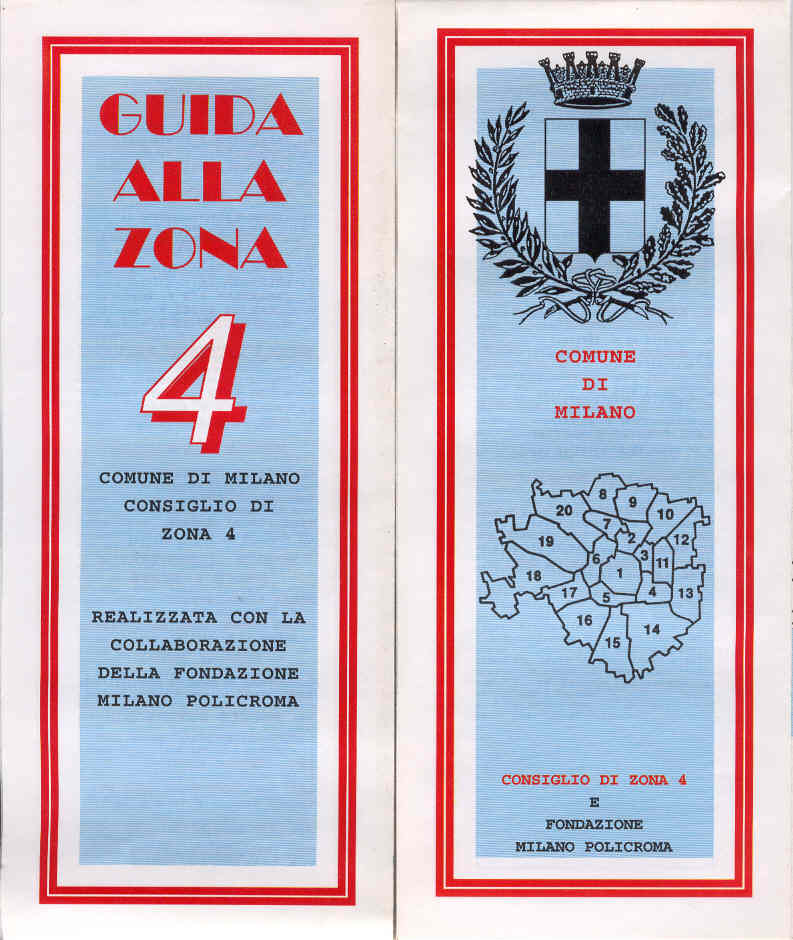 GUIDA
ALLA
ZONA
4
COMUNE DI MILANO
CONSIGLIO DI
ZONA 4
REALIZZATA CON LA
COLLABORAZIONE
DELLA FONDAZIONE
MILANO POLICROMA
COMUNE
DI
MILANO
8
9
20
10
7
2
19
12
3
6
11
1
18
17
5
4
13
16
14
15
CONSIGLIO DI ZONA 4
E
FONDAZIONE
MILANO POLICROMA